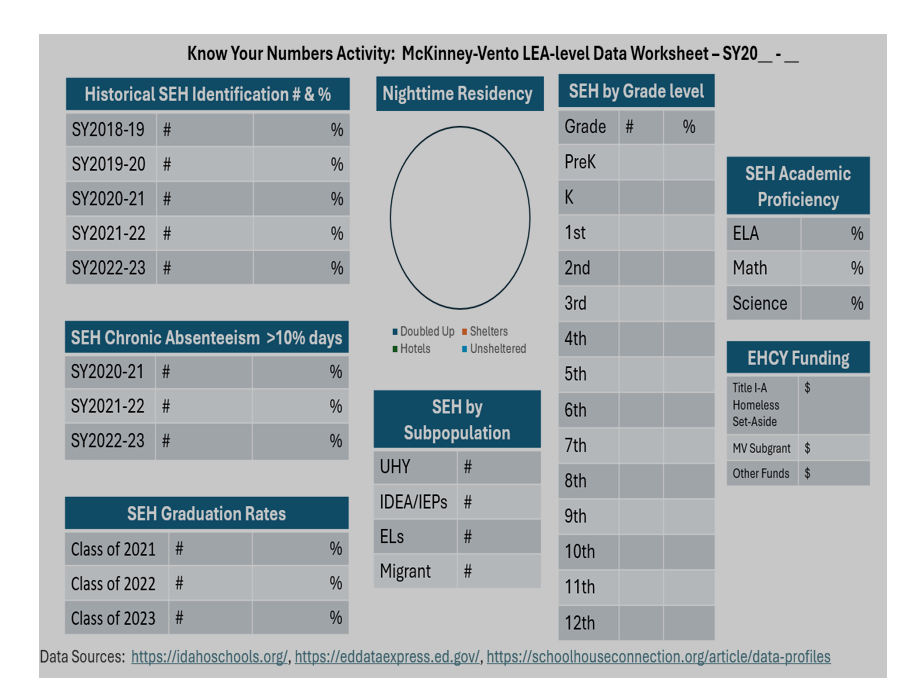 Know Your Numbers Activity: McKinney-Vento LEA-level Data Worksheet – SY20__ - __
Historical SEH Identification # & %
SY2018-19 # %
SY2019-20 # %
SY2020-21 # %
SY2021-22 # %
SY2022-23 # %
SEH Chronic Absenteeism >10% days
SY2020-21 # %
SY2021-22 # %
SY2022-23 # %
SEH Graduation Rates
Class of 2021 # %
Class of 2022 # %
Class of 2023 # %
Nighttime Residency
Doubled Up Shelters
Hotels Unsheltered
SEH by
Subpopulation
UHY #
IDEA/IEPs #
ELs #
Migrant #
SEH by Grade level
Grade # %
PreK
K
1st
2nd
3rd
4th
5th
6th
7th
8th
9th
10th
11th
12th
SEH Academic
Proficiency
ELA %
Math %
Science %
EHCY Funding
Title I-A $
Homeless
Set-Aside
MV Subgrant $
Other Funds $
Data Sources: https://idahoschools.org/, https://eddataexpress.ed.gov/, https://schoolhouseconnection.org/article/data-profiles